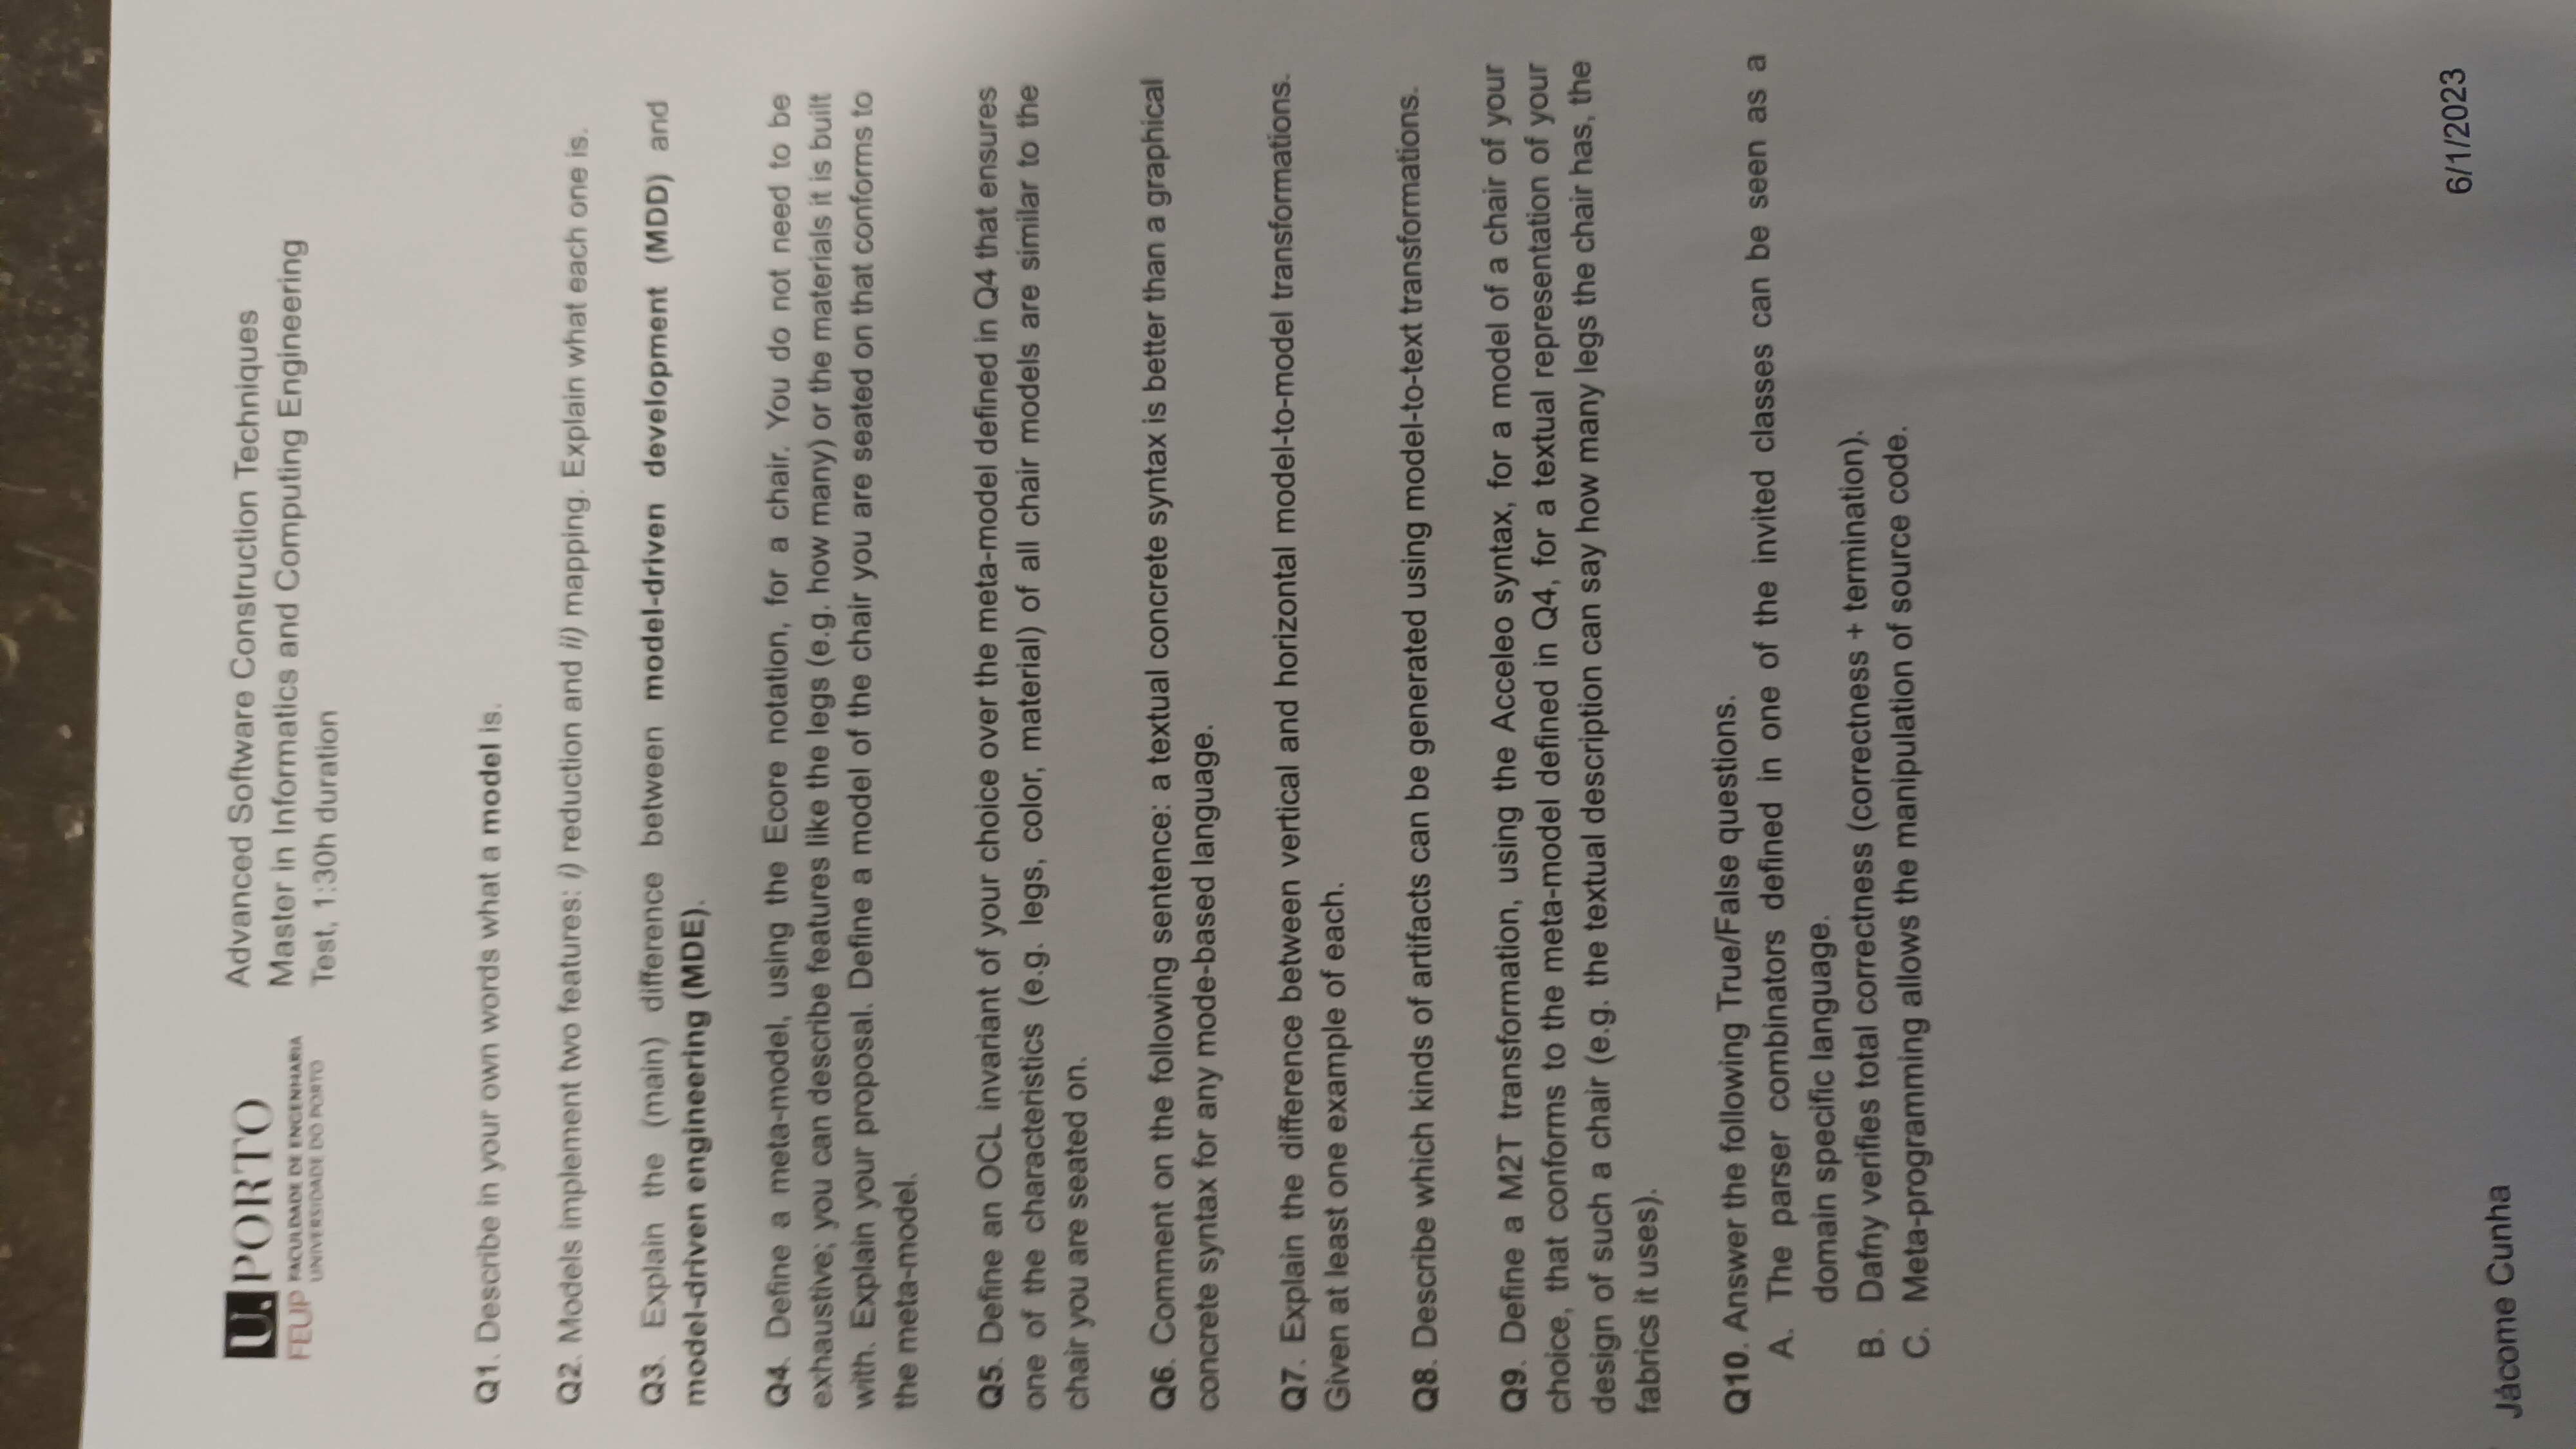 U. PORTO
FEUP FACULDADE DE ENGENHARIA
UNIVERSIDADE DO PORTO
Advanced Software Construction Techniques
Master in Informatics and Computing Engineering
Test, 1:30h duration
Q1. Describe in your own words what a model is.
Q2. Models implement two features: i) reduction and ii) mapping. Explain what each one is.
Q3. Explain the (main) difference between model-driven development (MDD) and
model-driven engineering (MDE).
Q4. Define a meta-model, using the Ecore notation, for a chair. You do not need to be
exhaustive; you can describe features like the legs (e.g. how many) or the materials it is built
with. Explain your proposal. Define a model of the chair you are seated on that conforms to
the meta-model.
Q5. Define an OCL invariant of your choice over the meta-model defined in Q4 that ensures
one of the characteristics (e.g. legs, color, material) of all chair models are similar to the
chair you are seated on.
Q6. Comment on the following sentence: a textual concrete syntax is better than a graphical
concrete syntax for any mode-based language.
Q7. Explain the difference between vertical and horizontal model-to-model transformations.
Given at least one example of each.
Q8. Describe which kinds of artifacts can be generated using model-to-text transformations.
Q9. Define a M2T transformation, using the Acceleo syntax, for a model of a chair of your
choice, that conforms to the meta-model defined in Q4, for a textual representation of your
design of such a chair (e.g. the textual description can say how many legs the chair has, the
fabrics it uses).
Q10. Answer the following True/False questions.
A. The parser combinators defined in one of the invited classes can be seen as a
domain specific language.
B. Dafny verifies total correctness (correctness + termination).
C. Meta-programming allows the manipulation of source code.
6/1/2023
Jácome Cunha